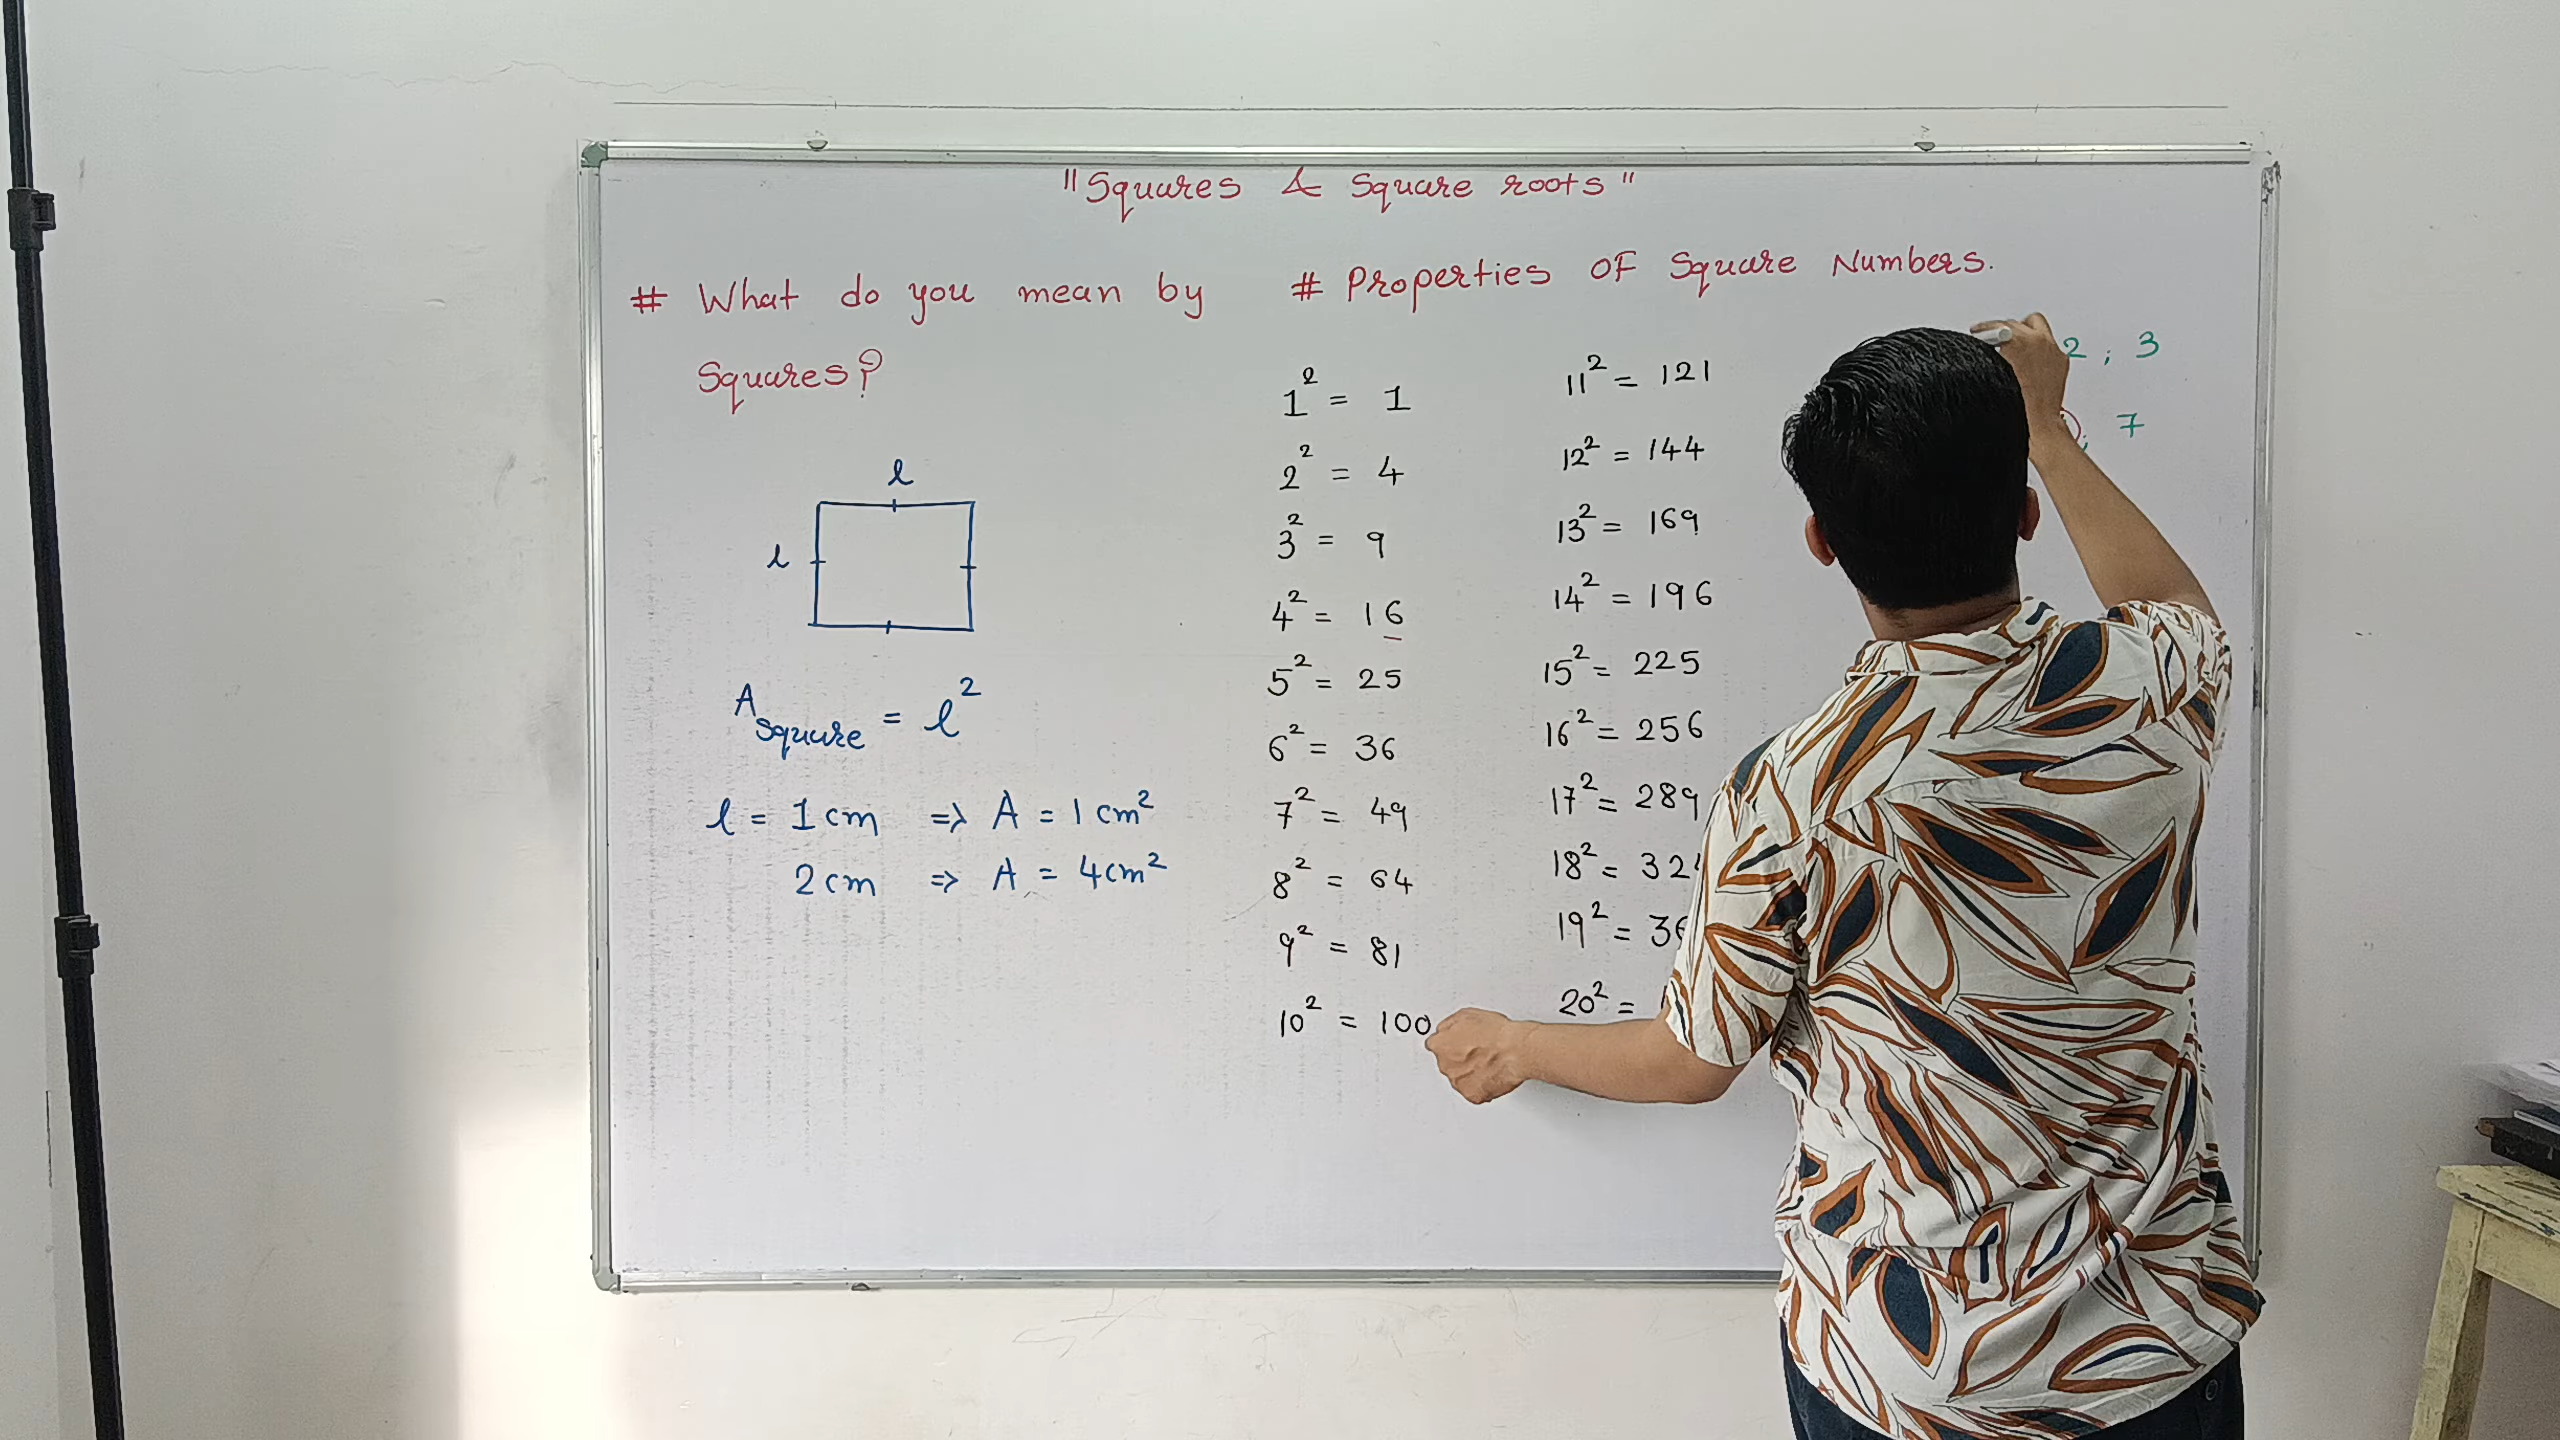 "Squares & Square roots"
# What do you mean by
Squares?
l
l
A square = l²
l = 1 cm ⇒ A = 1 cm²
2 cm ⇒ A = 4 cm²
# Properties OF Square Numbers.
1² = 1
2² = 4
3² = 9
4² = 16
5² = 25
6² = 36
7² = 49
8² = 64
9² = 81
10² = 100
11² = 121
12² = 144
13² = 169
14² = 196
15² = 225
16² = 256
17² = 289
18² = 32
19² = 3
20² =
2 ; 3
; 7